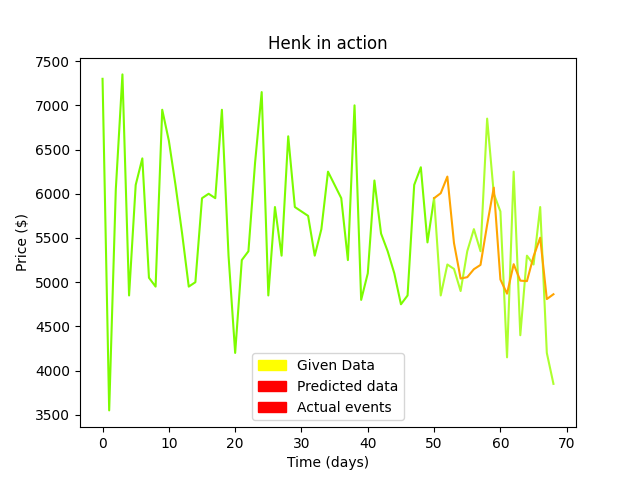 Henk in action
Price ($)
7500
7000
6500
6000
5500
5000
4500
4000
3500
Given Data
Predicted data
Actual events
0 10 20 30 40 50 60 70
Time (days)